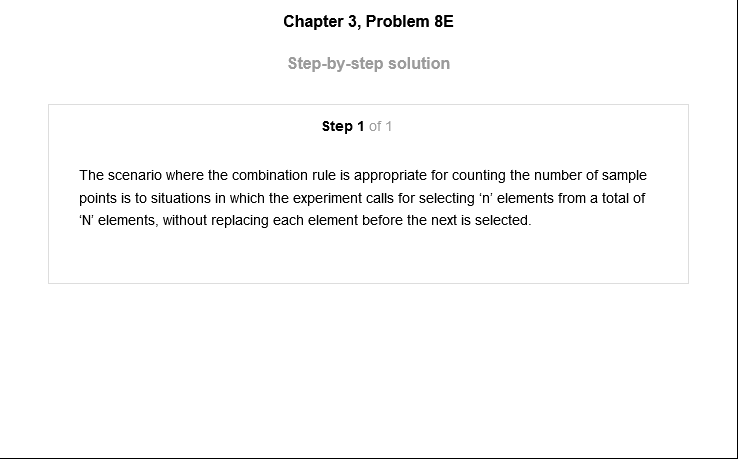 Chapter 3, Problem 8E
Step-by-step solution
Step 1 of 1
The scenario where the combination rule is appropriate for counting the number of sample
points is to situations in which the experiment calls for selecting ‘n’ elements from a total of
‘N’ elements, without replacing each element before the next is selected.